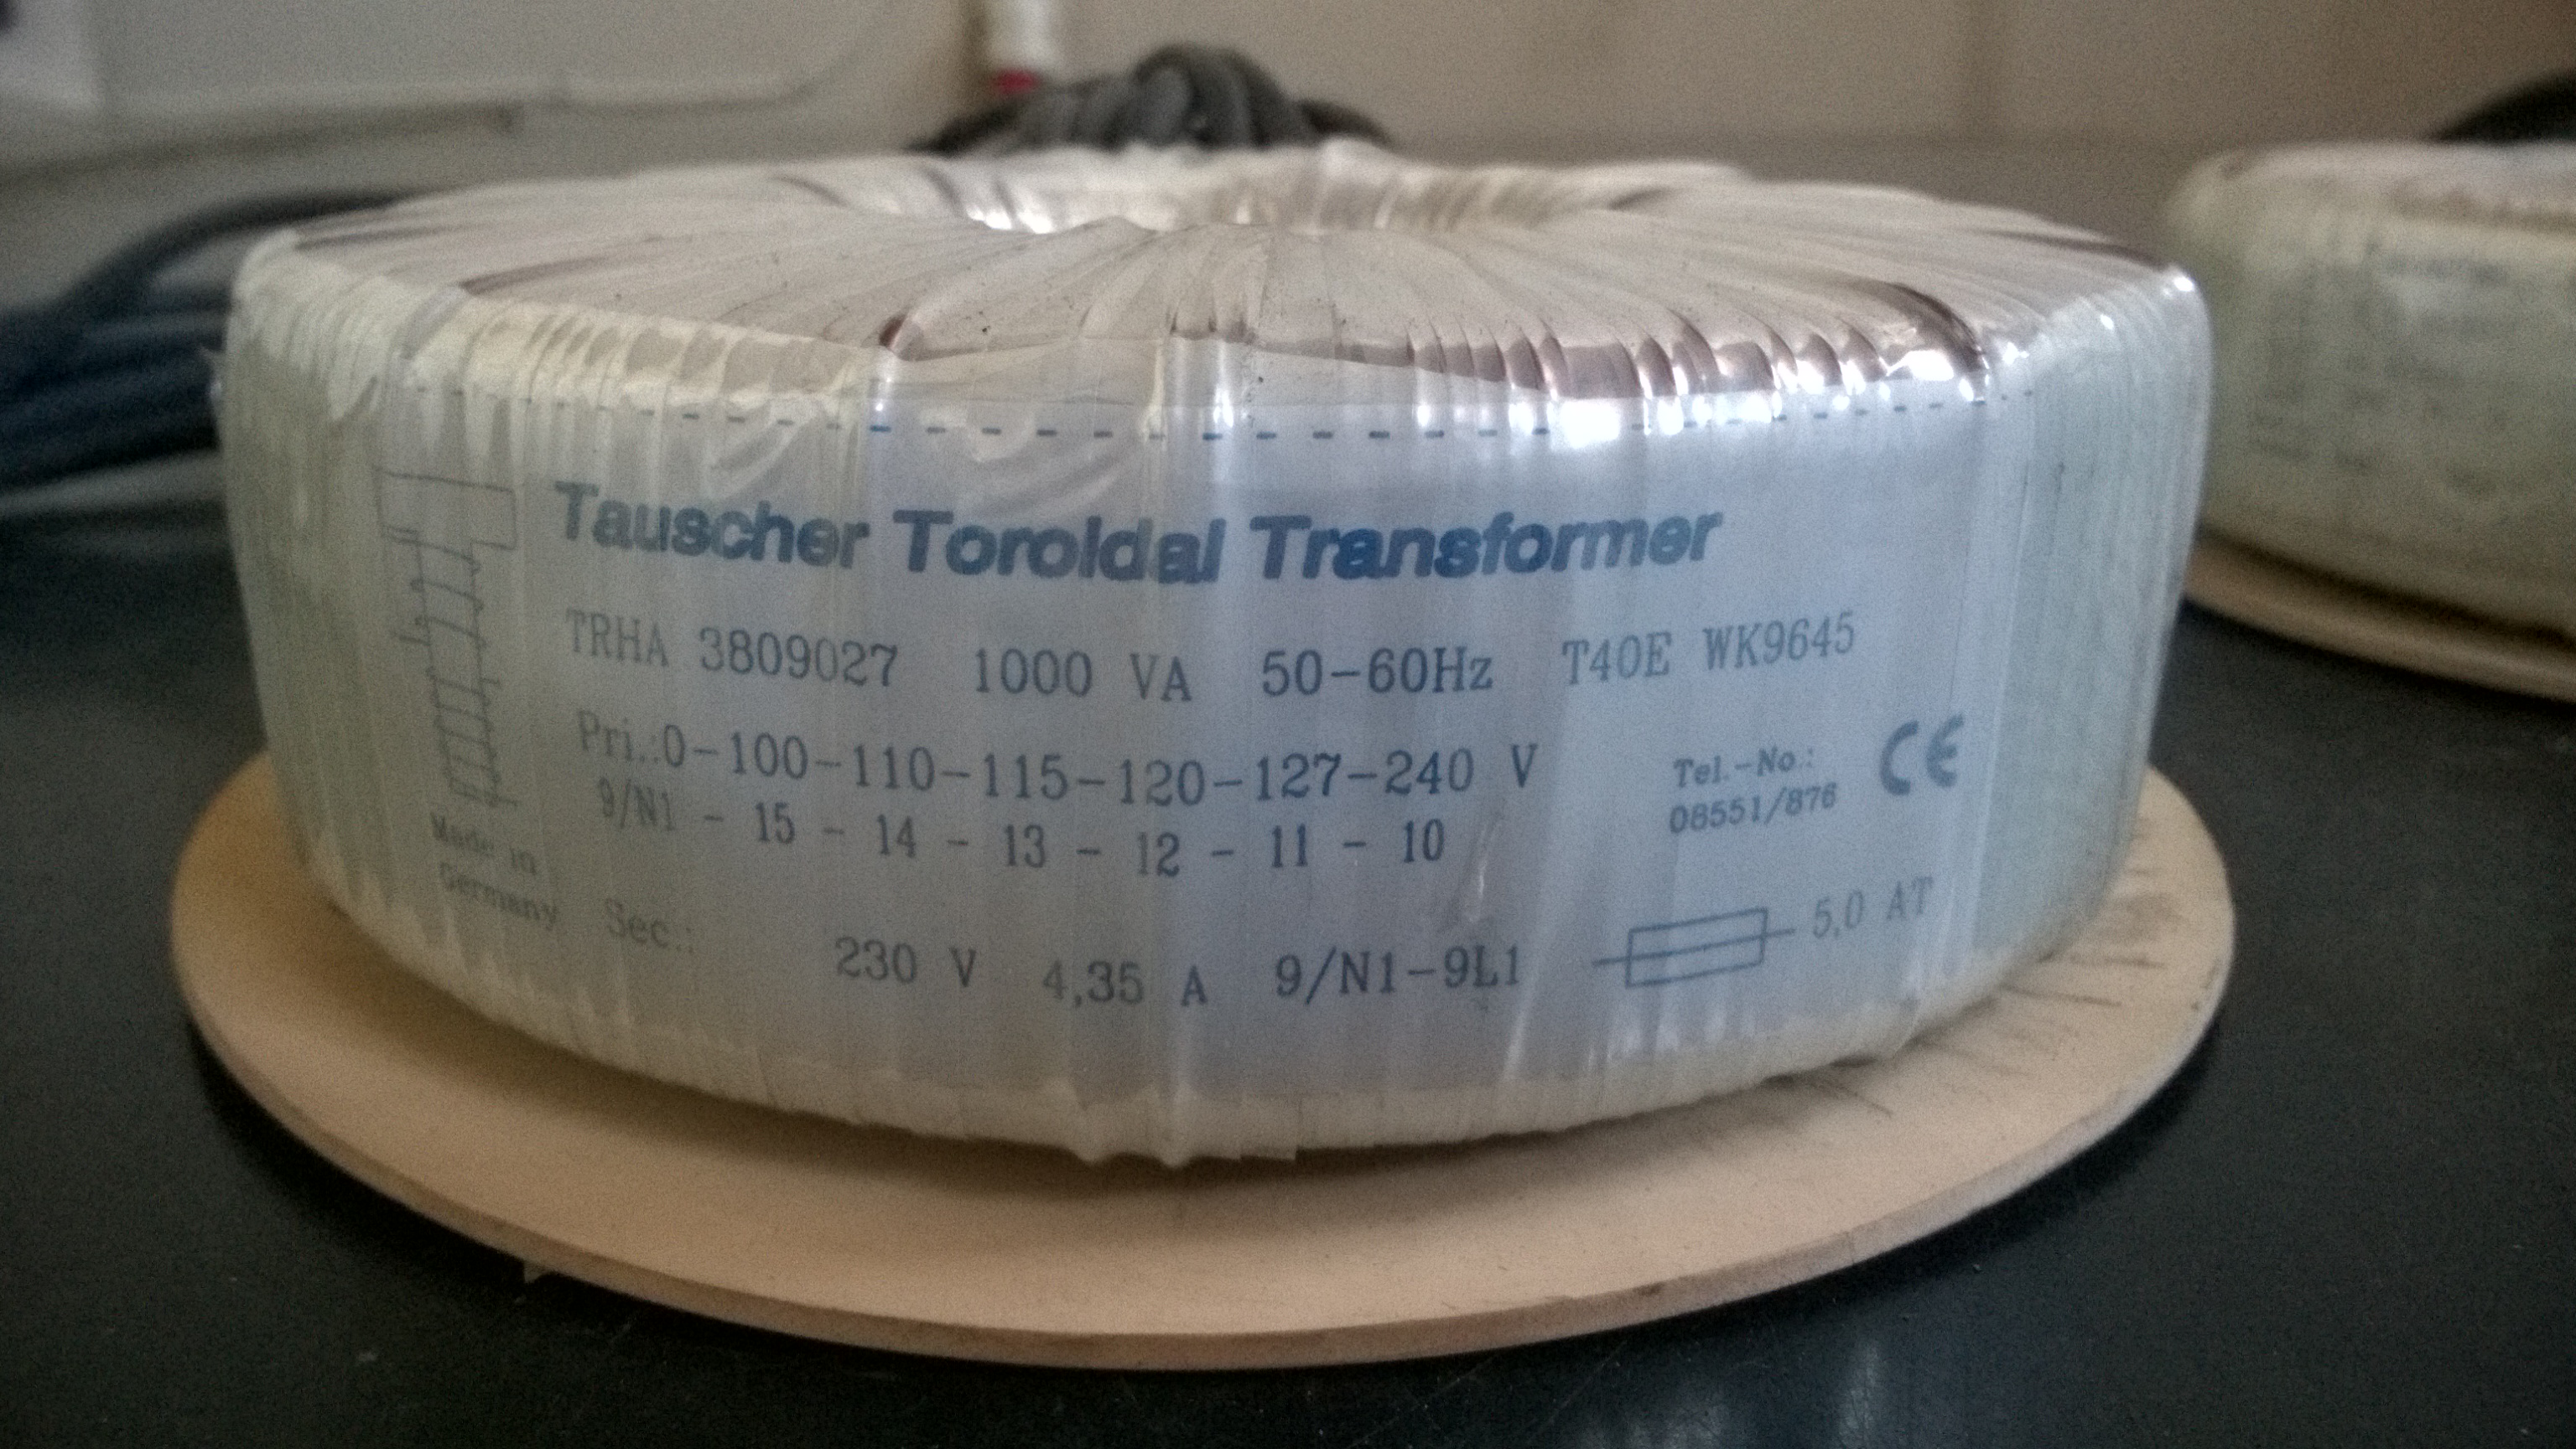 Tauscher Toroidal Transformer
TRHA 3809027 1000 VA 50-60Hz T40E WK9645
Pri.:0-100-110-115-120-127-240 V
9/N1 - 15 - 14 - 13 - 12 - 11 - 10
Tel.-No.:
08551/876
CE
Made in
Germany
Sec.: 230 V 4,35 A 9/N1-9L1 5,0 AT